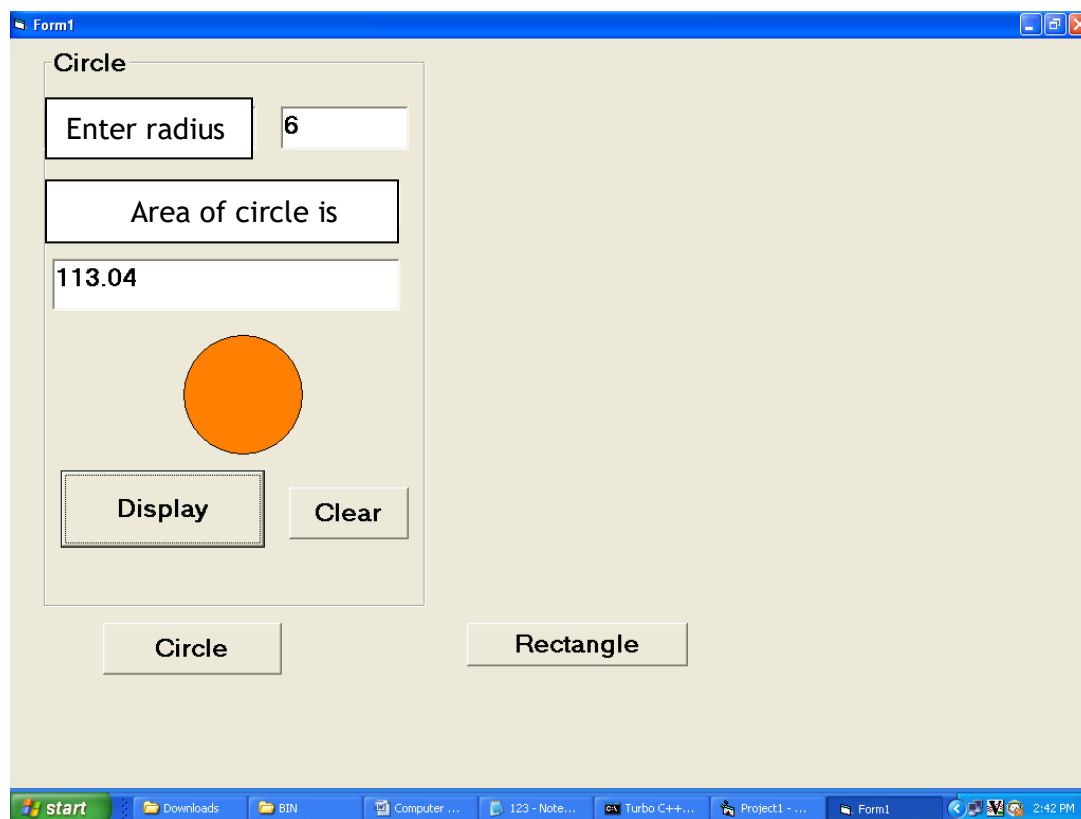 Form1
Circle
Enter radius
6
Area of circle is
113.04
Display
Clear
Circle
Rectangle
start
Downloads
BIN
Computer ...
123 - Note...
Turbo C++...
Project1 - ...
Form1
2:42 PM